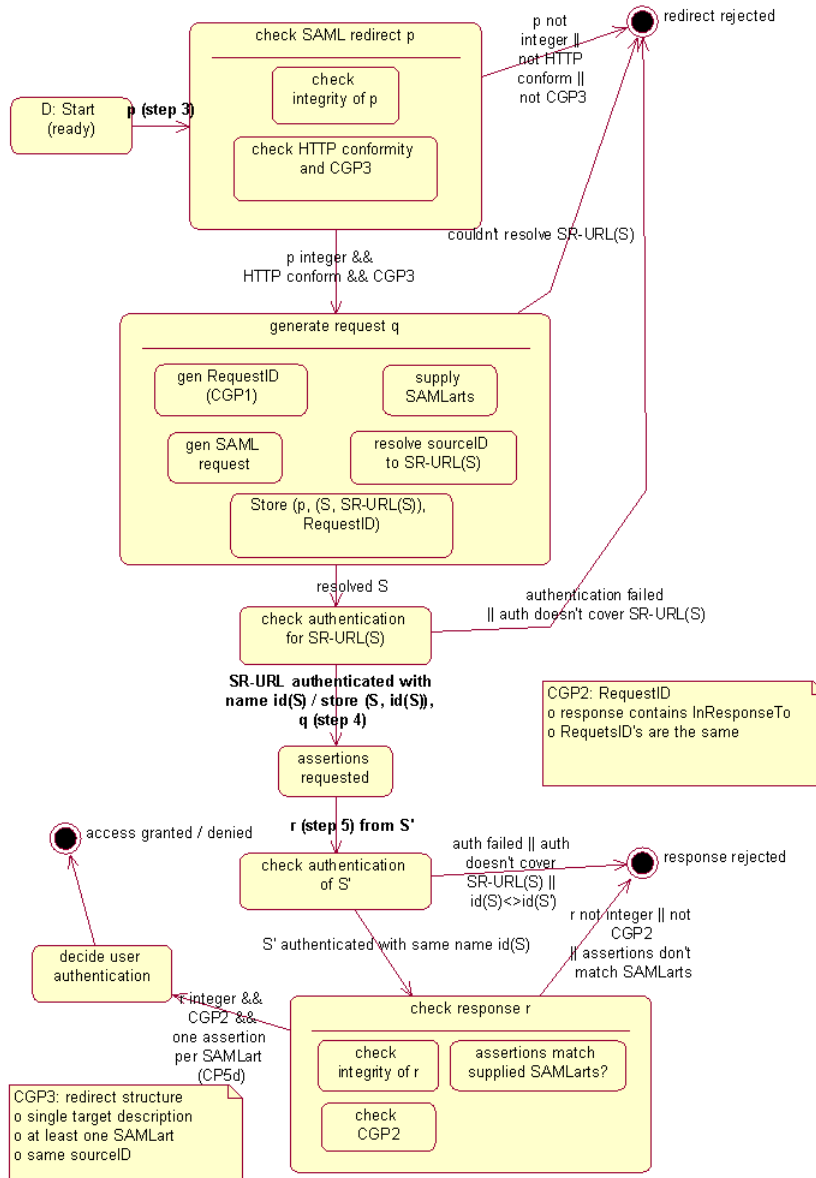 check SAML redirect p
check
integrity of p
check HTTP conformity
and CGP3
D: Start
(ready)
p (step 3)
p not
integer ||
not HTTP
conform ||
not CGP3
redirect rejected
couldn't resolve SR-URL(S)
p integer &&
HTTP conform && CGP3
generate request q
gen RequestID
(CGP1)
supply
SAMLarts
gen SAML
request
resolve sourceID
to SR-URL(S)
Store (p, (S, SR-URL(S)),
RequestID)
resolved S
authentication failed
|| auth doesn't cover SR-URL(S)
check authentication
for SR-URL(S)
SR-URL authenticated with
name id(S) / store (S, id(S)),
q (step 4)
CGP2: RequestID
o response contains InResponseTo
o RequetsID's are the same
assertions
requested
r (step 5) from S'
access granted / denied
check authentication
of S'
auth failed || auth
doesn't cover
SR-URL(S) ||
id(S)<>id(S')
response rejected
S' authenticated with same name id(S)
r not integer || not
CGP2
|| assertions don't
match SAMLarts
decide user
authentication
r integer &&
CGP2 &&
one assertion
per SAMLart
(CP5d)
check response r
check
integrity of r
assertions match
supplied SAMLarts?
check
CGP2
CGP3: redirect structure
o single target description
o at least one SAMLart
o same sourceID